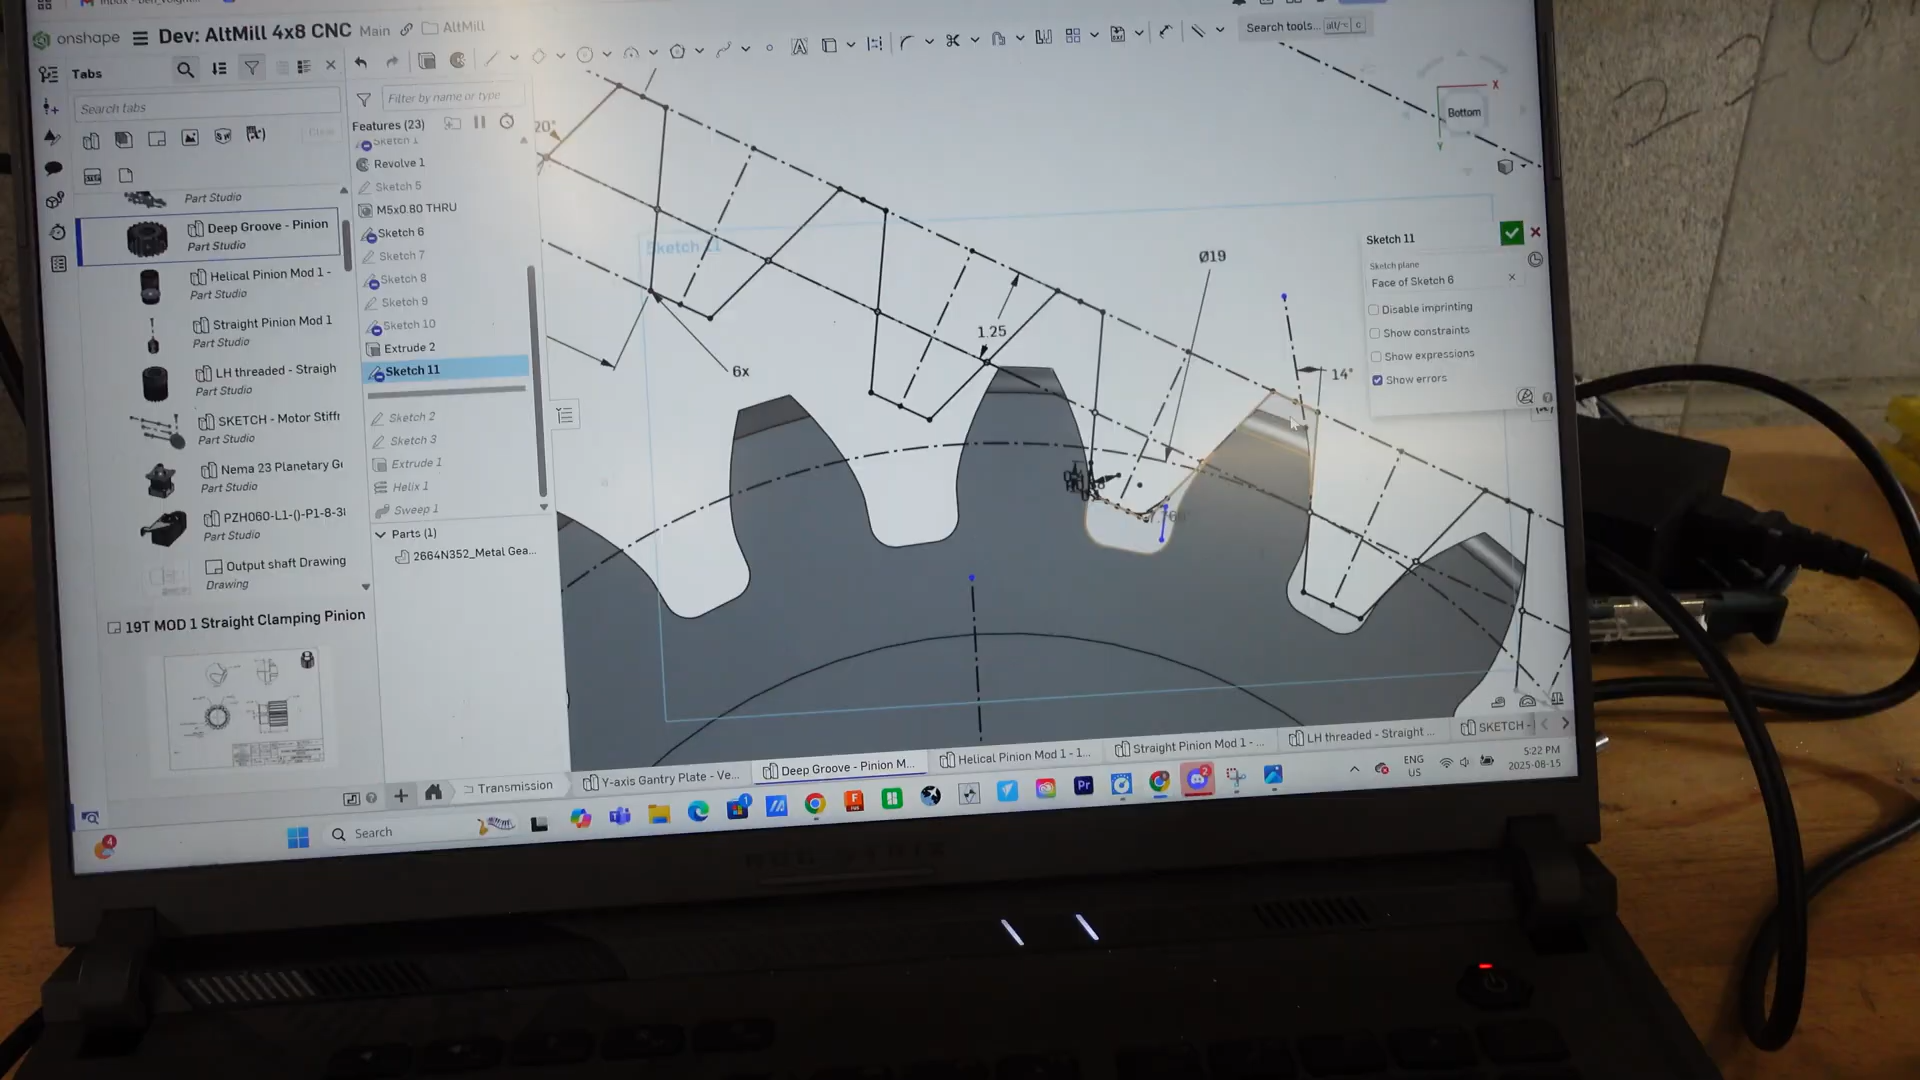 onshape
Dev: AltMill 4x8 CNC
Main
AltMill
Search tools... alt/⌥ c
Tabs
Search tabs
Part Studio
Deep Groove - Pinion
Part Studio
Helical Pinion Mod 1 -
Part Studio
Straight Pinion Mod 1
Part Studio
LH threaded - Straigh
Part Studio
SKETCH - Motor Stiff
Part Studio
Nema 23 Planetary G
Part Studio
PZH060-L1-()-P1-8-3
Part Studio
Output shaft Drawing
Drawing
19T MOD 1 Straight Clamping Pinion
Filter by name or type
Features (23)
Sketch 1
Revolve 1
Sketch 5
M5x0.80 THRU
Sketch 6
Sketch 7
Sketch 8
Sketch 9
Sketch 10
Extrude 2
Sketch 11
Sketch 2
Sketch 3
Extrude 1
Helix 1
Sweep 1
Parts (1)
2664N352_Metal Gea...
20°
Sketch 11
6x
1.25
Ø19
14°
Bottom
X
Y
Sketch 11
Sketch plane
Face of Sketch 6
Disable imprinting
Show constraints
Show expressions
Show errors
Transmission
Y-axis Gantry Plate - Ve...
Deep Groove - Pinion M...
Helical Pinion Mod 1 - 1...
Straight Pinion Mod 1 - ...
LH threaded - Straight ...
SKETCH -
Search
ENG
US
5:22 PM
2025-08-15